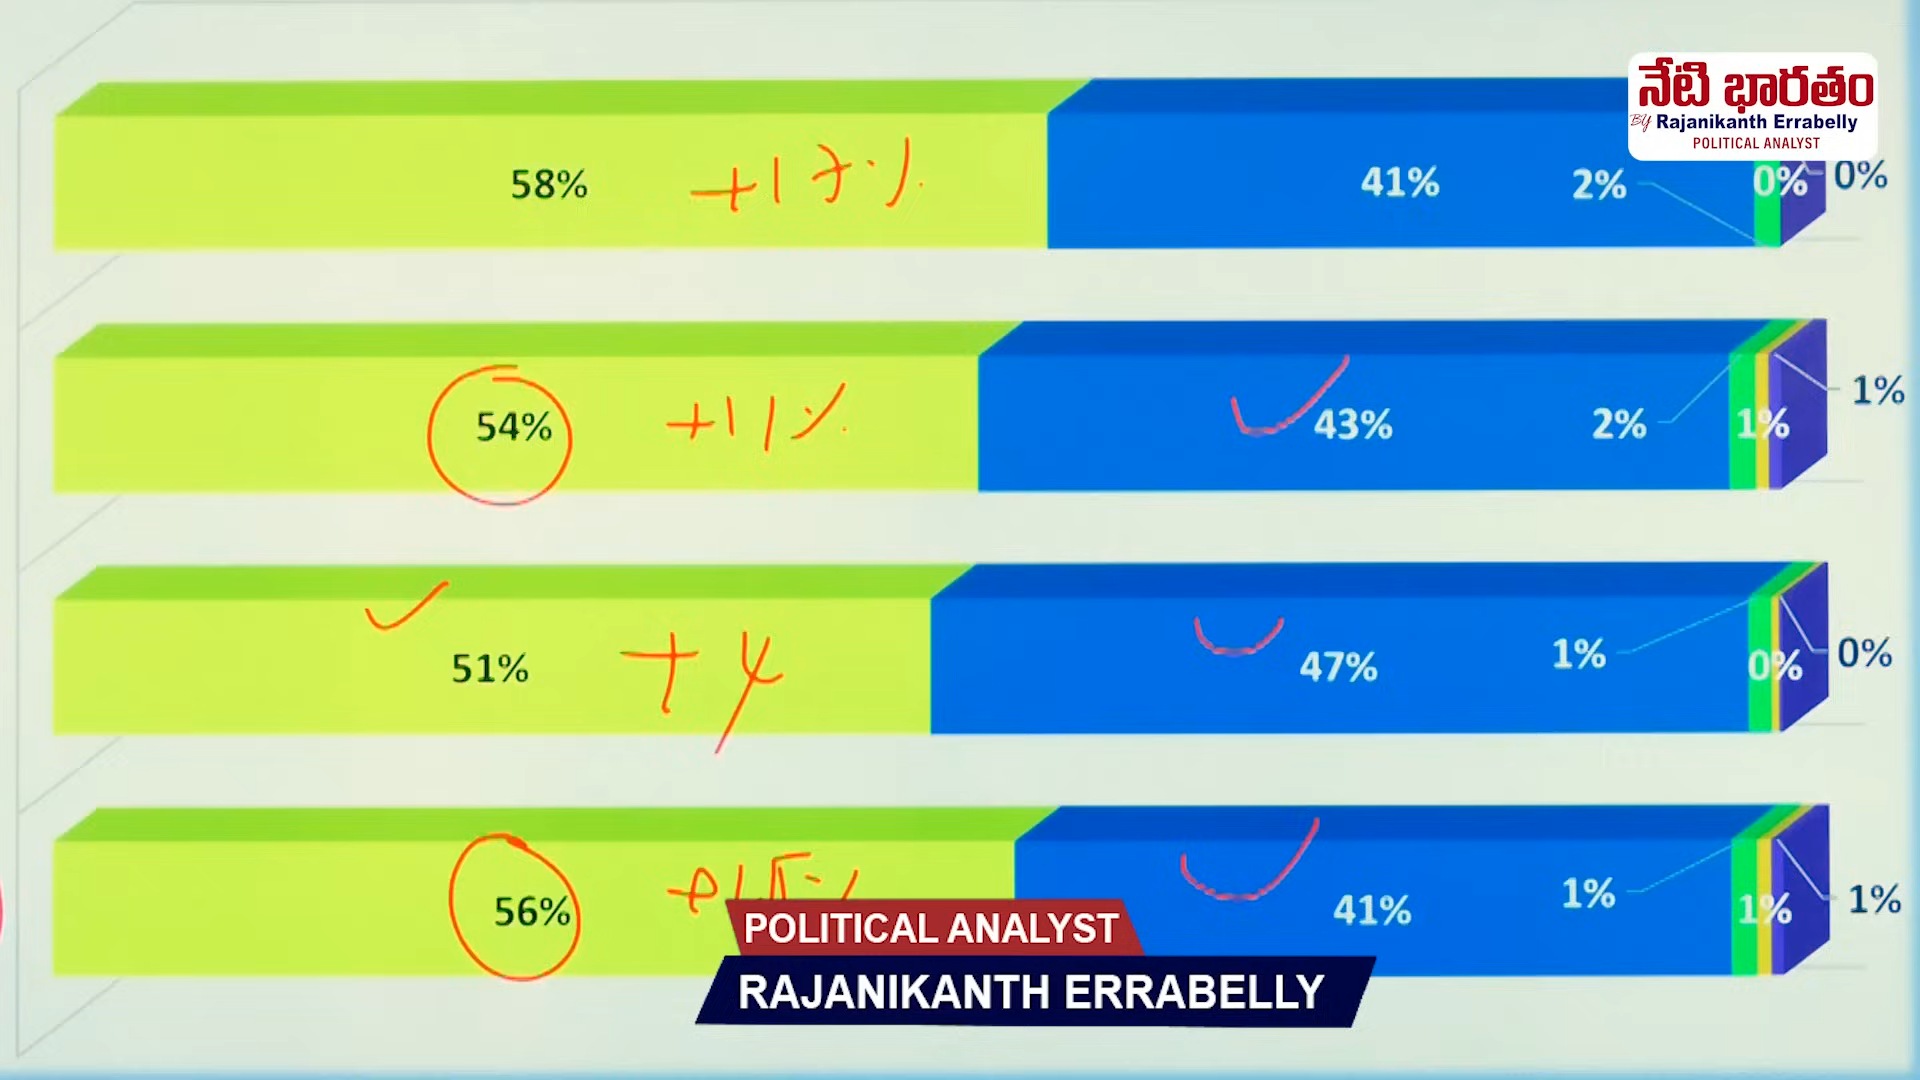 నేటి భారతం
BY Rajanikanth Errabelly
POLITICAL ANALYST
58% +17% 41% 2% 0% 0%
54% +11% 43% 2% 1% 1%
51% +4 47% 1% 0% 0%
56% +15% 41% 1% 1% 1%
POLITICAL ANALYST
RAJANIKANTH ERRABELLY